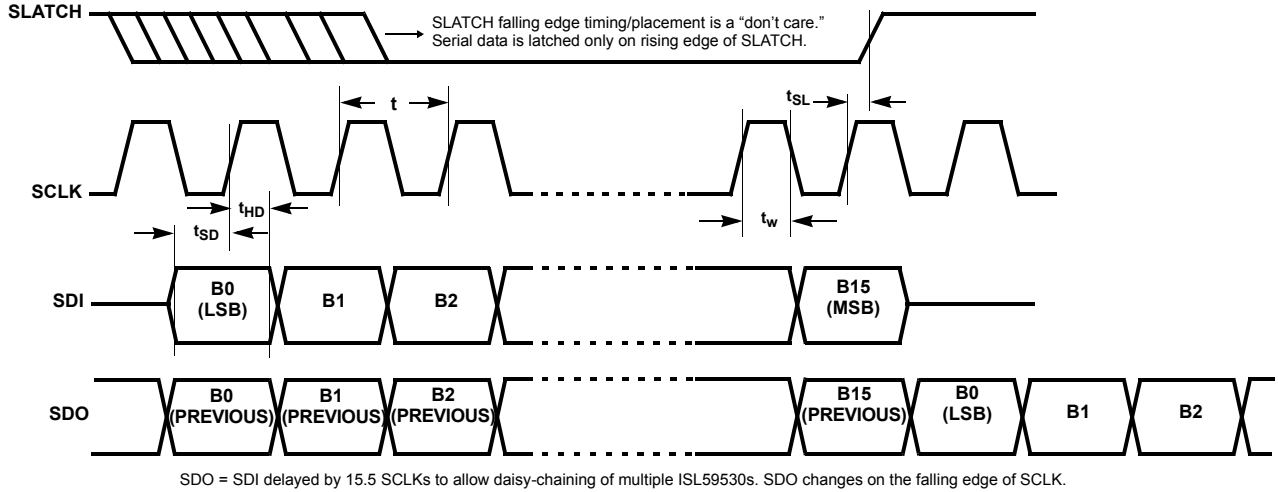 SLATCH
SLATCH falling edge timing/placement is a “don’t care.”
Serial data is latched only on rising edge of SLATCH.
t
tSL
SCLK
tHD
tSD
tw
SDI
B0
(LSB)
B1
B2
B15
(MSB)
SDO
B0
(PREVIOUS)
B1
(PREVIOUS)
B2
(PREVIOUS)
B15
(PREVIOUS)
B0
(LSB)
B1
B2
SDO = SDI delayed by 15.5 SCLKs to allow daisy-chaining of multiple ISL59530s. SDO changes on the falling edge of SCLK.